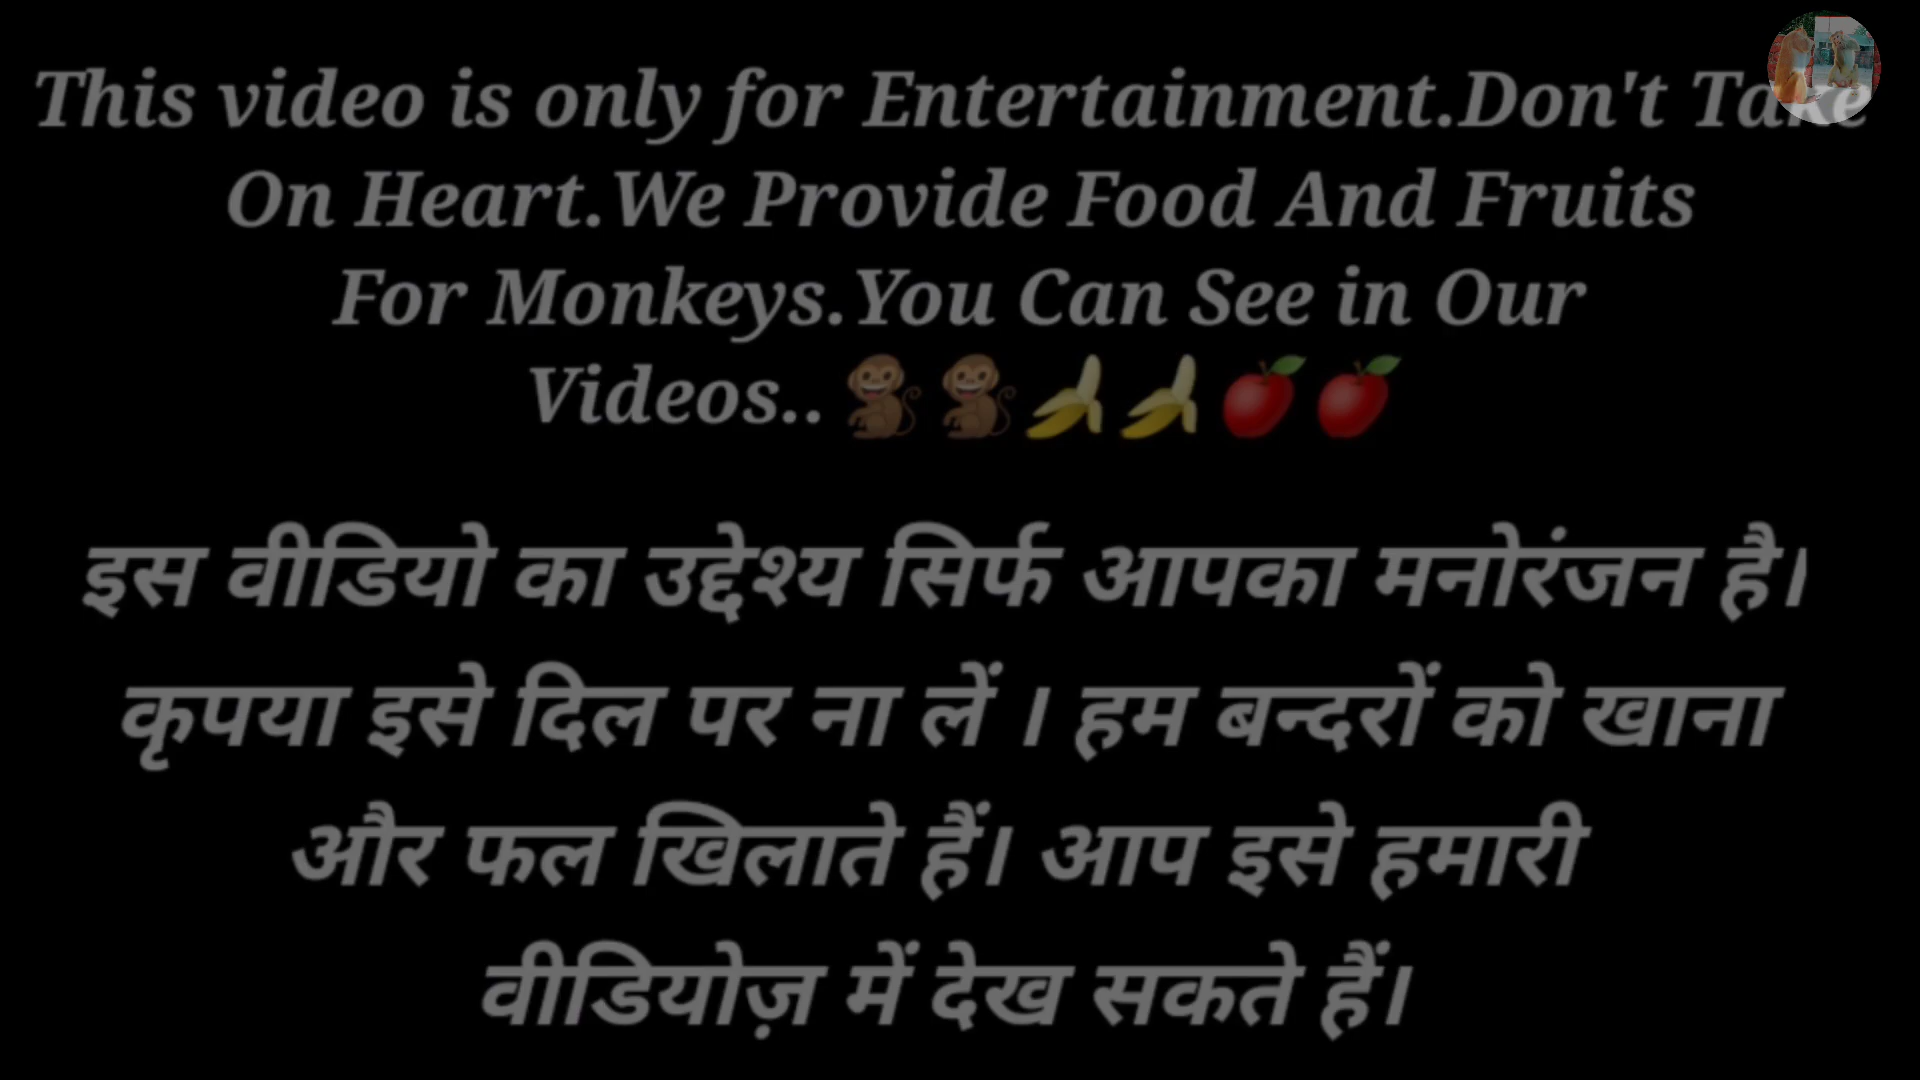 This video is only for Entertainment.Don't Take
On Heart.We Provide Food And Fruits
For Monkeys.You Can See in Our
Videos.. 🐒🐒🍌🍌🍎🍎
इस वीडियो का उद्देश्य सिर्फ आपका मनोरंजन है।
कृपया इसे दिल पर ना लें । हम बन्दरों को खाना
और फल खिलाते हैं। आप इसे हमारी
वीडियोज़ में देख सकते हैं।